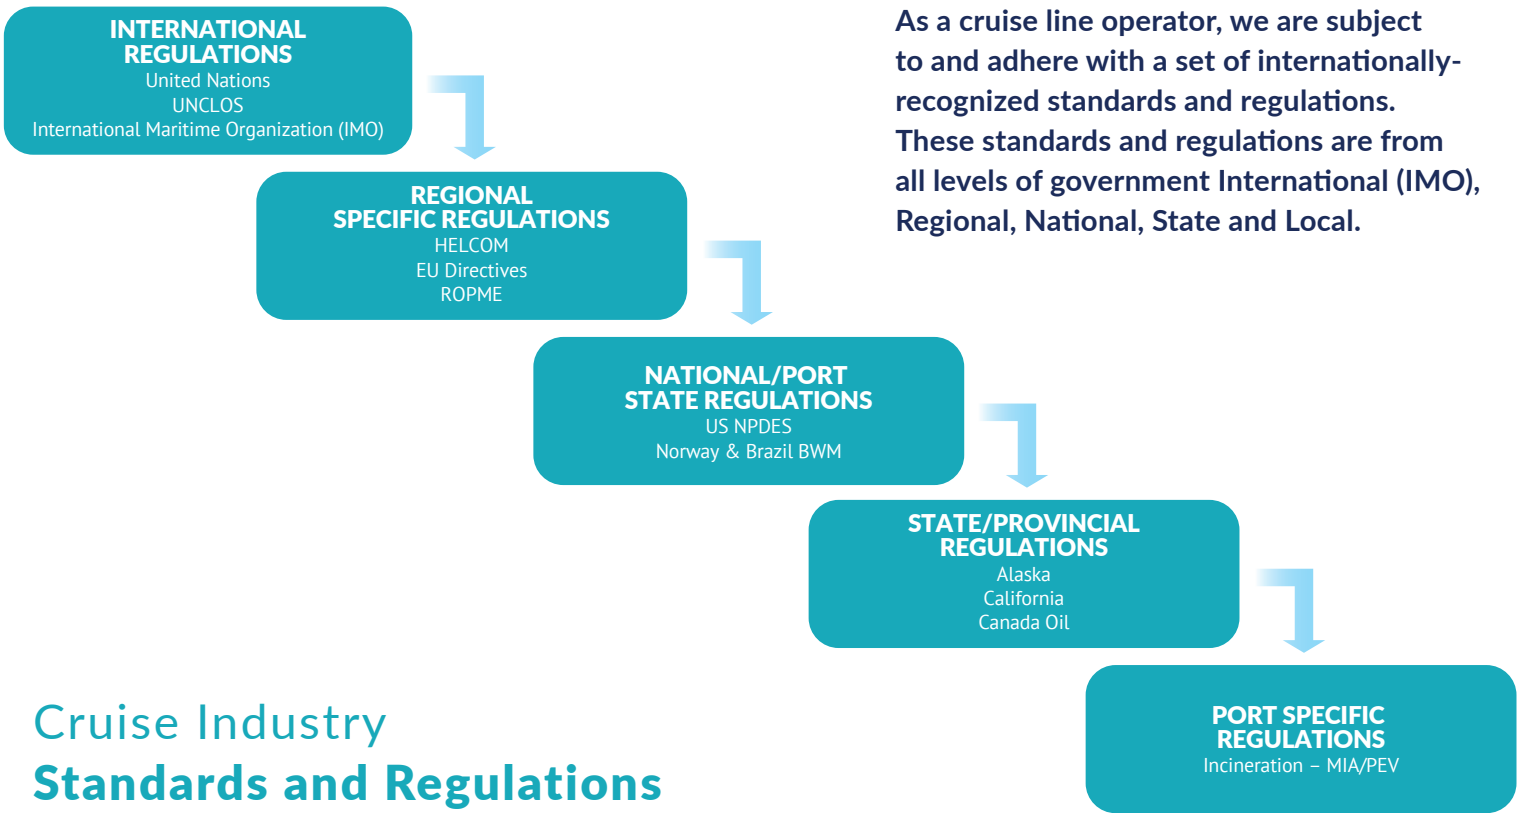 INTERNATIONAL
REGULATIONS
United Nations
UNCLOS
International Maritime Organization (IMO)
As a cruise line operator, we are subject
to and adhere with a set of internationally-
recognized standards and regulations.
These standards and regulations are from
all levels of government International (IMO),
Regional, National, State and Local.
REGIONAL
SPECIFIC REGULATIONS
HELCOM
EU Directives
ROPME
NATIONAL/PORT
STATE REGULATIONS
US NPDES
Norway & Brazil BWM
STATE/PROVINCIAL
REGULATIONS
Alaska
California
Canada Oil
PORT SPECIFIC
REGULATIONS
Incineration – MIA/PEV
Cruise Industry
Standards and Regulations